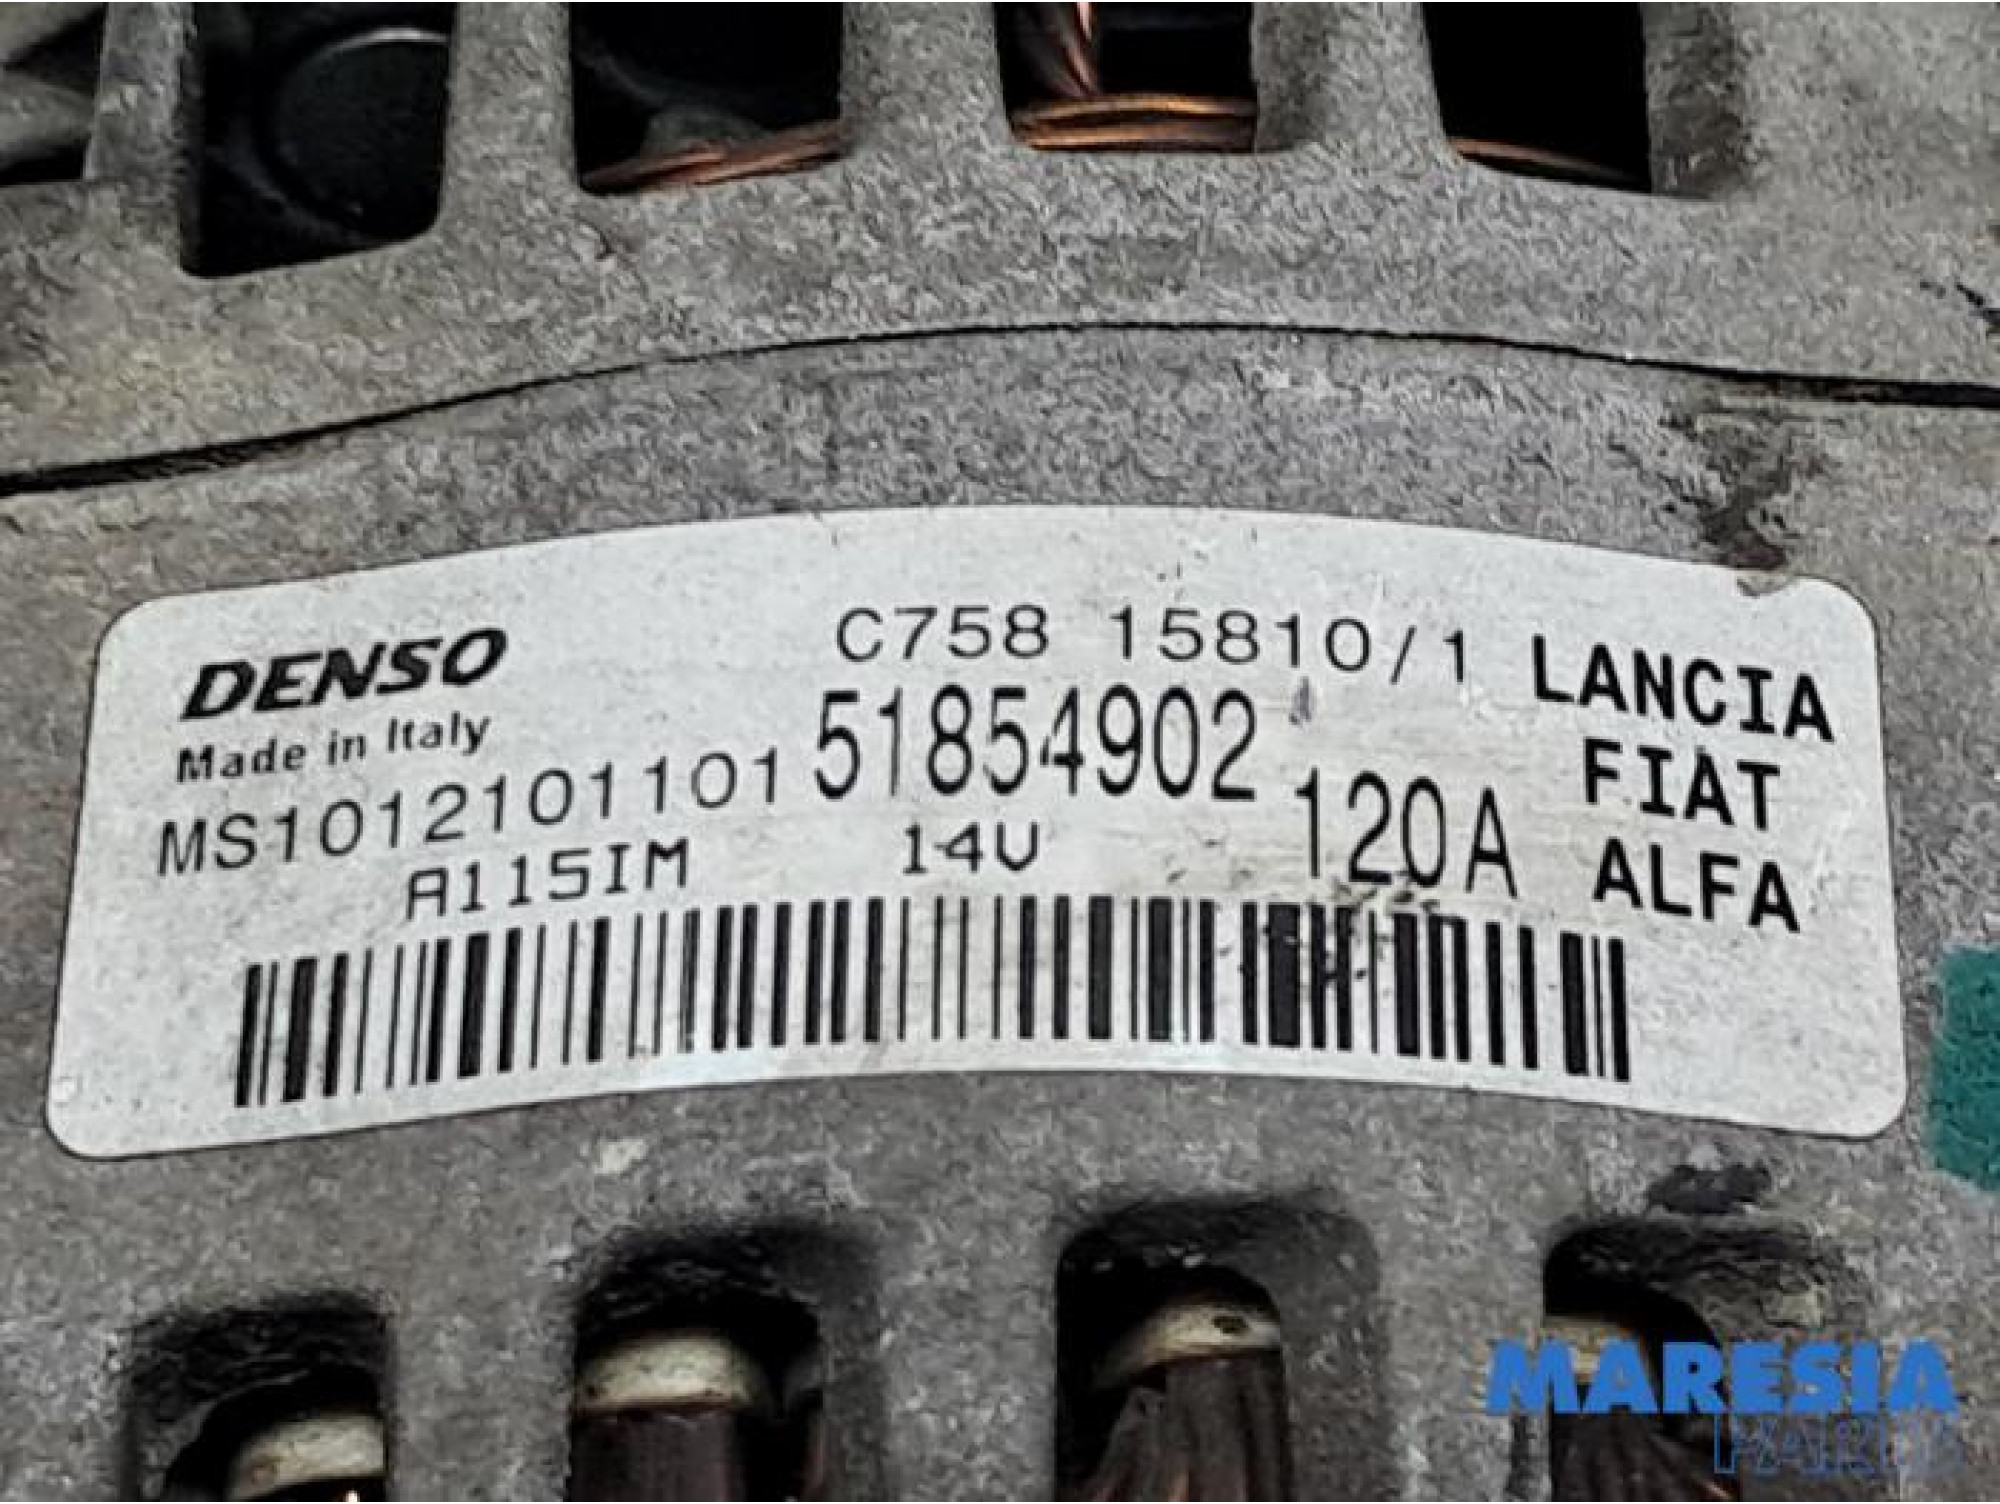 DENSO
Made in Italy
MS1012101101
A115IM
C758 15810/1
51854902
14V
120A
LANCIA
FIAT
ALFA
MARESIA
PARTS